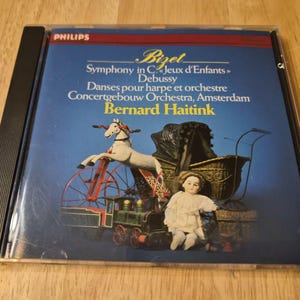 PHILIPS
Bizet
Symphony in C·«Jeux d'Enfants»
Debussy
Danses pour harpe et orchestre
Concertgebouw Orchestra, Amsterdam
Bernard Haitink